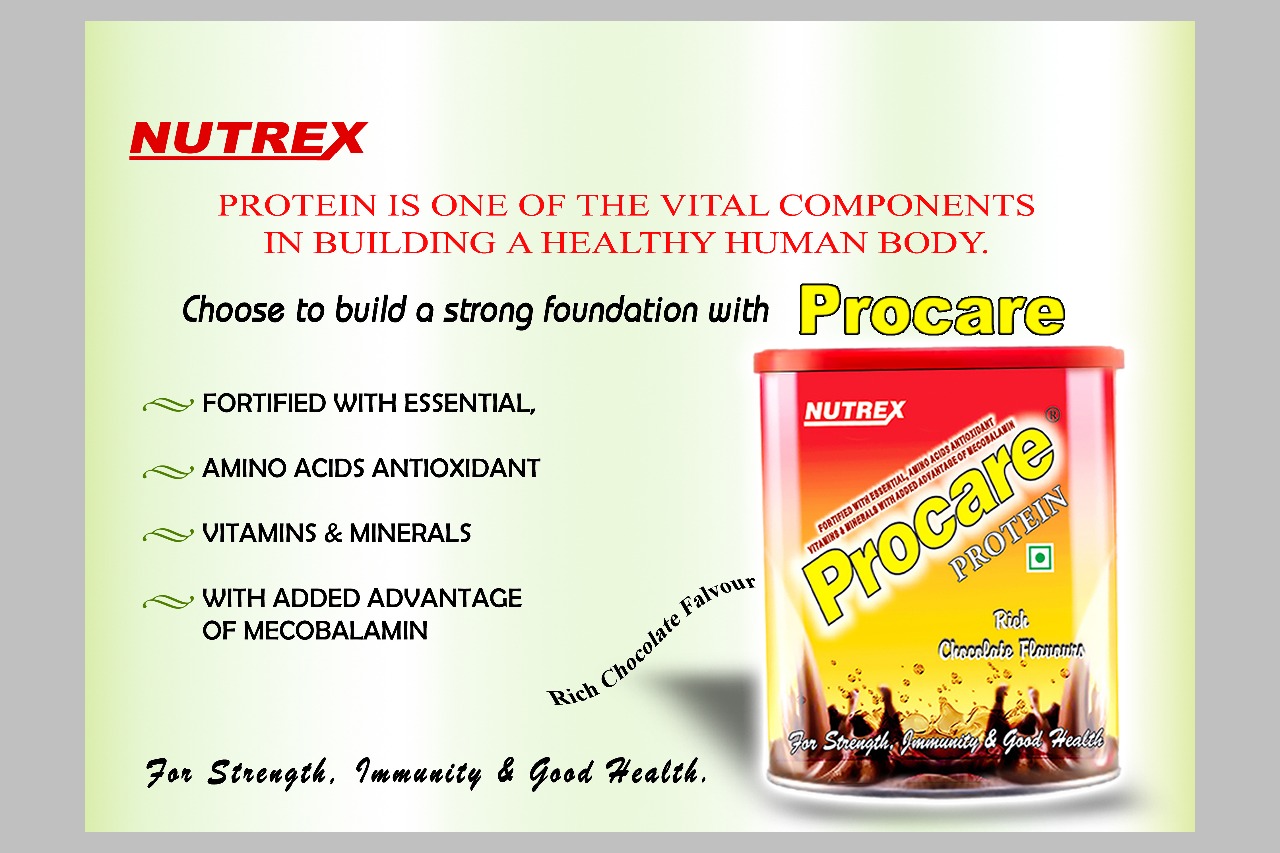 NUTREX
PROTEIN IS ONE OF THE VITAL COMPONENTS
IN BUILDING A HEALTHY HUMAN BODY.
Choose to build a strong foundation with Procare
FORTIFIED WITH ESSENTIAL,
AMINO ACIDS ANTIOXIDANT
VITAMINS & MINERALS
WITH ADDED ADVANTAGE
OF MECOBALAMIN
Rich Chocolate Falvour
For Strength, Immunity & Good Health.
NUTREX
FORTIFIED WITH ESSENTIAL, AMINO ACIDS ANTIOXIDANT
VITAMINS & MINERALS WITH ADDED ADVANTAGE OF MECOBALAMIN
Procare®
PROTEIN
Rich
Chocolate Flavours
For Strength, Immunity & Good Health